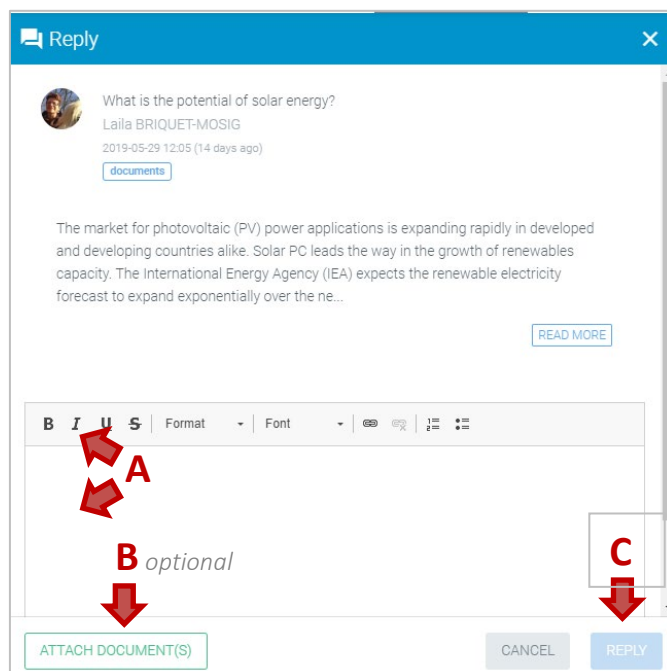 Reply
What is the potential of solar energy?
Laila BRIQUET-MOSIG
2019-05-29 12:05 (14 days ago)
documents
The market for photovoltaic (PV) power applications is expanding rapidly in developed
and developing countries alike. Solar PC leads the way in the growth of renewables
capacity. The International Energy Agency (IEA) expects the renewable electricity
forecast to expand exponentially over the ne...
READ MORE
B I U S Format Font
A
B optional
C
ATTACH DOCUMENT(S) CANCEL REPLY